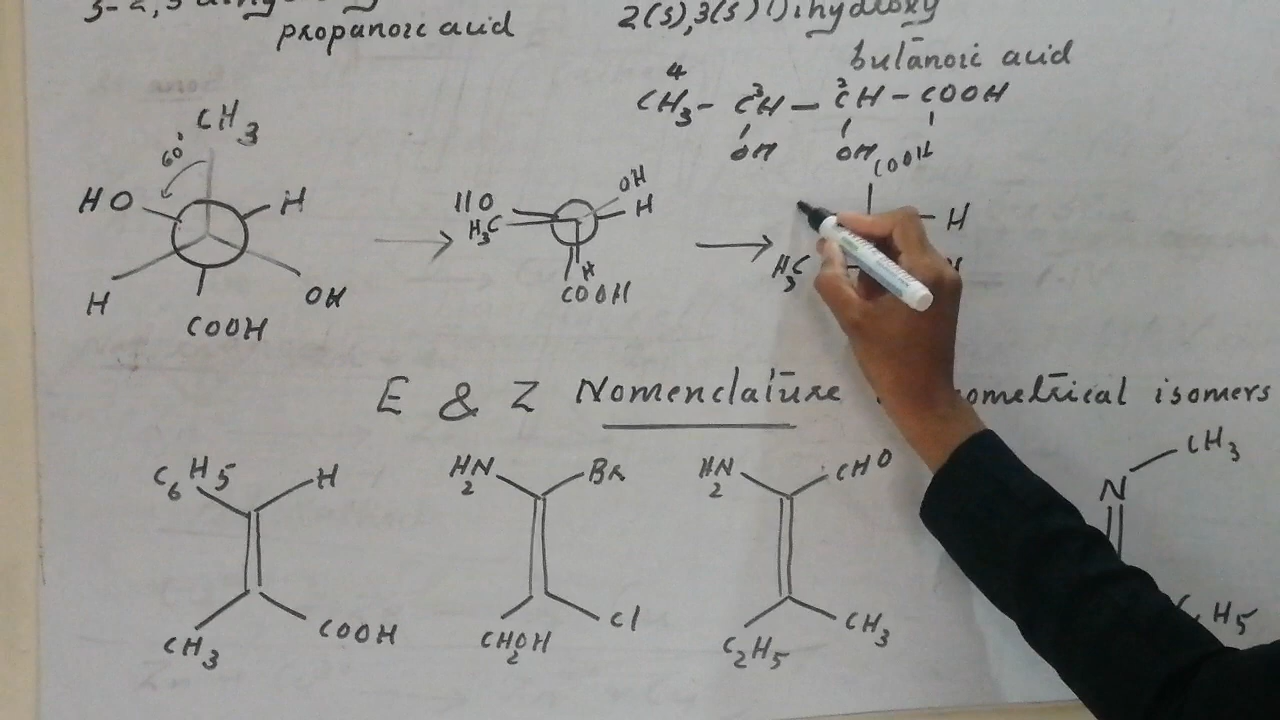 propanoic acid
2(s),3(s) Dihydroxy
butanoic acid
4 3 2
CH3 - CH - CH - COOH
OH OH
CH3
60°
HO H
H OH
COOH
HO OH
H3C H
H
COOH
COOH
H
H3C
E & Z Nomenclature ometrical isomers
C6H5 H
CH3 COOH
H2N Br
CH2OH Cl
H2N CHO
C2H5 CH3
CH3
N